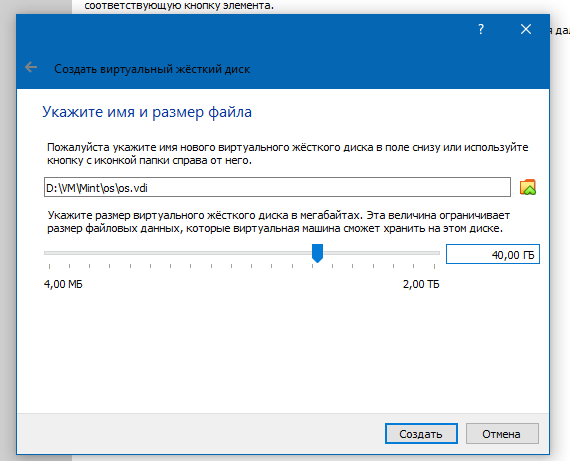 соответствующую кнопку элемента.
?
я дал
Создать виртуальный жёсткий диск
Укажите имя и размер файла
Пожалуйста укажите имя нового виртуального жёсткого диска в поле снизу или используйте
кнопку с иконкой папки справа от него.
D:\VM\Mint\os\os.vdi
Укажите размер виртуального жёсткого диска в мегабайтах. Эта величина ограничивает
размер файловых данных, которые виртуальная машина сможет хранить на этом диске.
40,00 ГБ
4,00 МБ
2,00 ТБ
Создать
Отмена